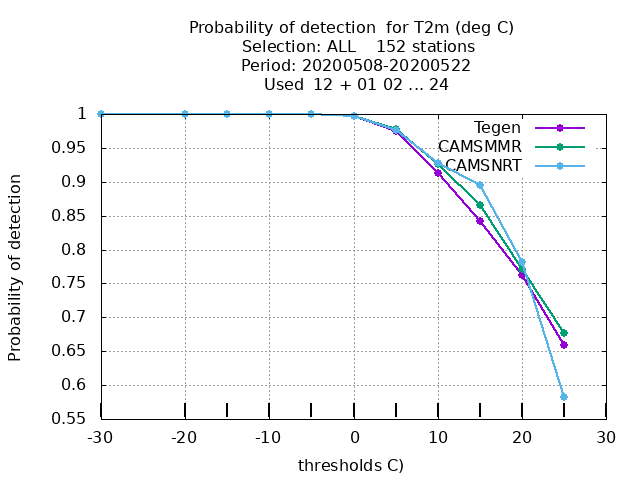 Probability of detection  for T2m (deg C)
Selection: ALL    152 stations
Period: 20200508-20200522
Used  12 + 01 02 ... 24
Probability of detection
1
0.95
0.9
0.85
0.8
0.75
0.7
0.65
0.6
0.55
Tegen
CAMSMMR
CAMSNRT
-30 -20 -10 0 10 20 30
thresholds C)